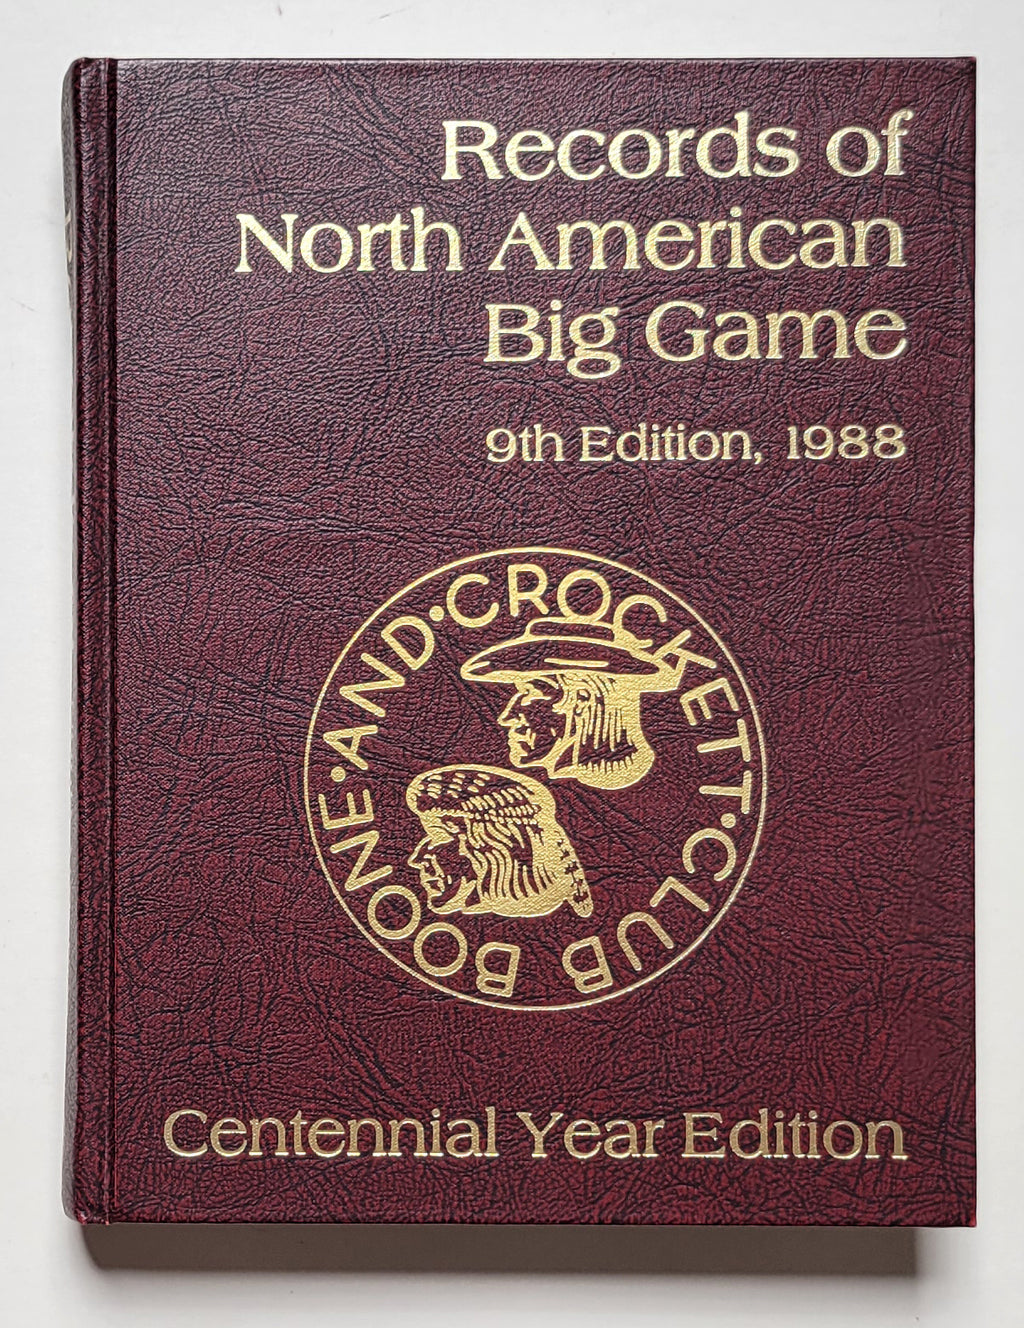 Records of
North American
Big Game
9th Edition, 1988
BOONE·AND·CROCKETT·CLUB
Centennial Year Edition